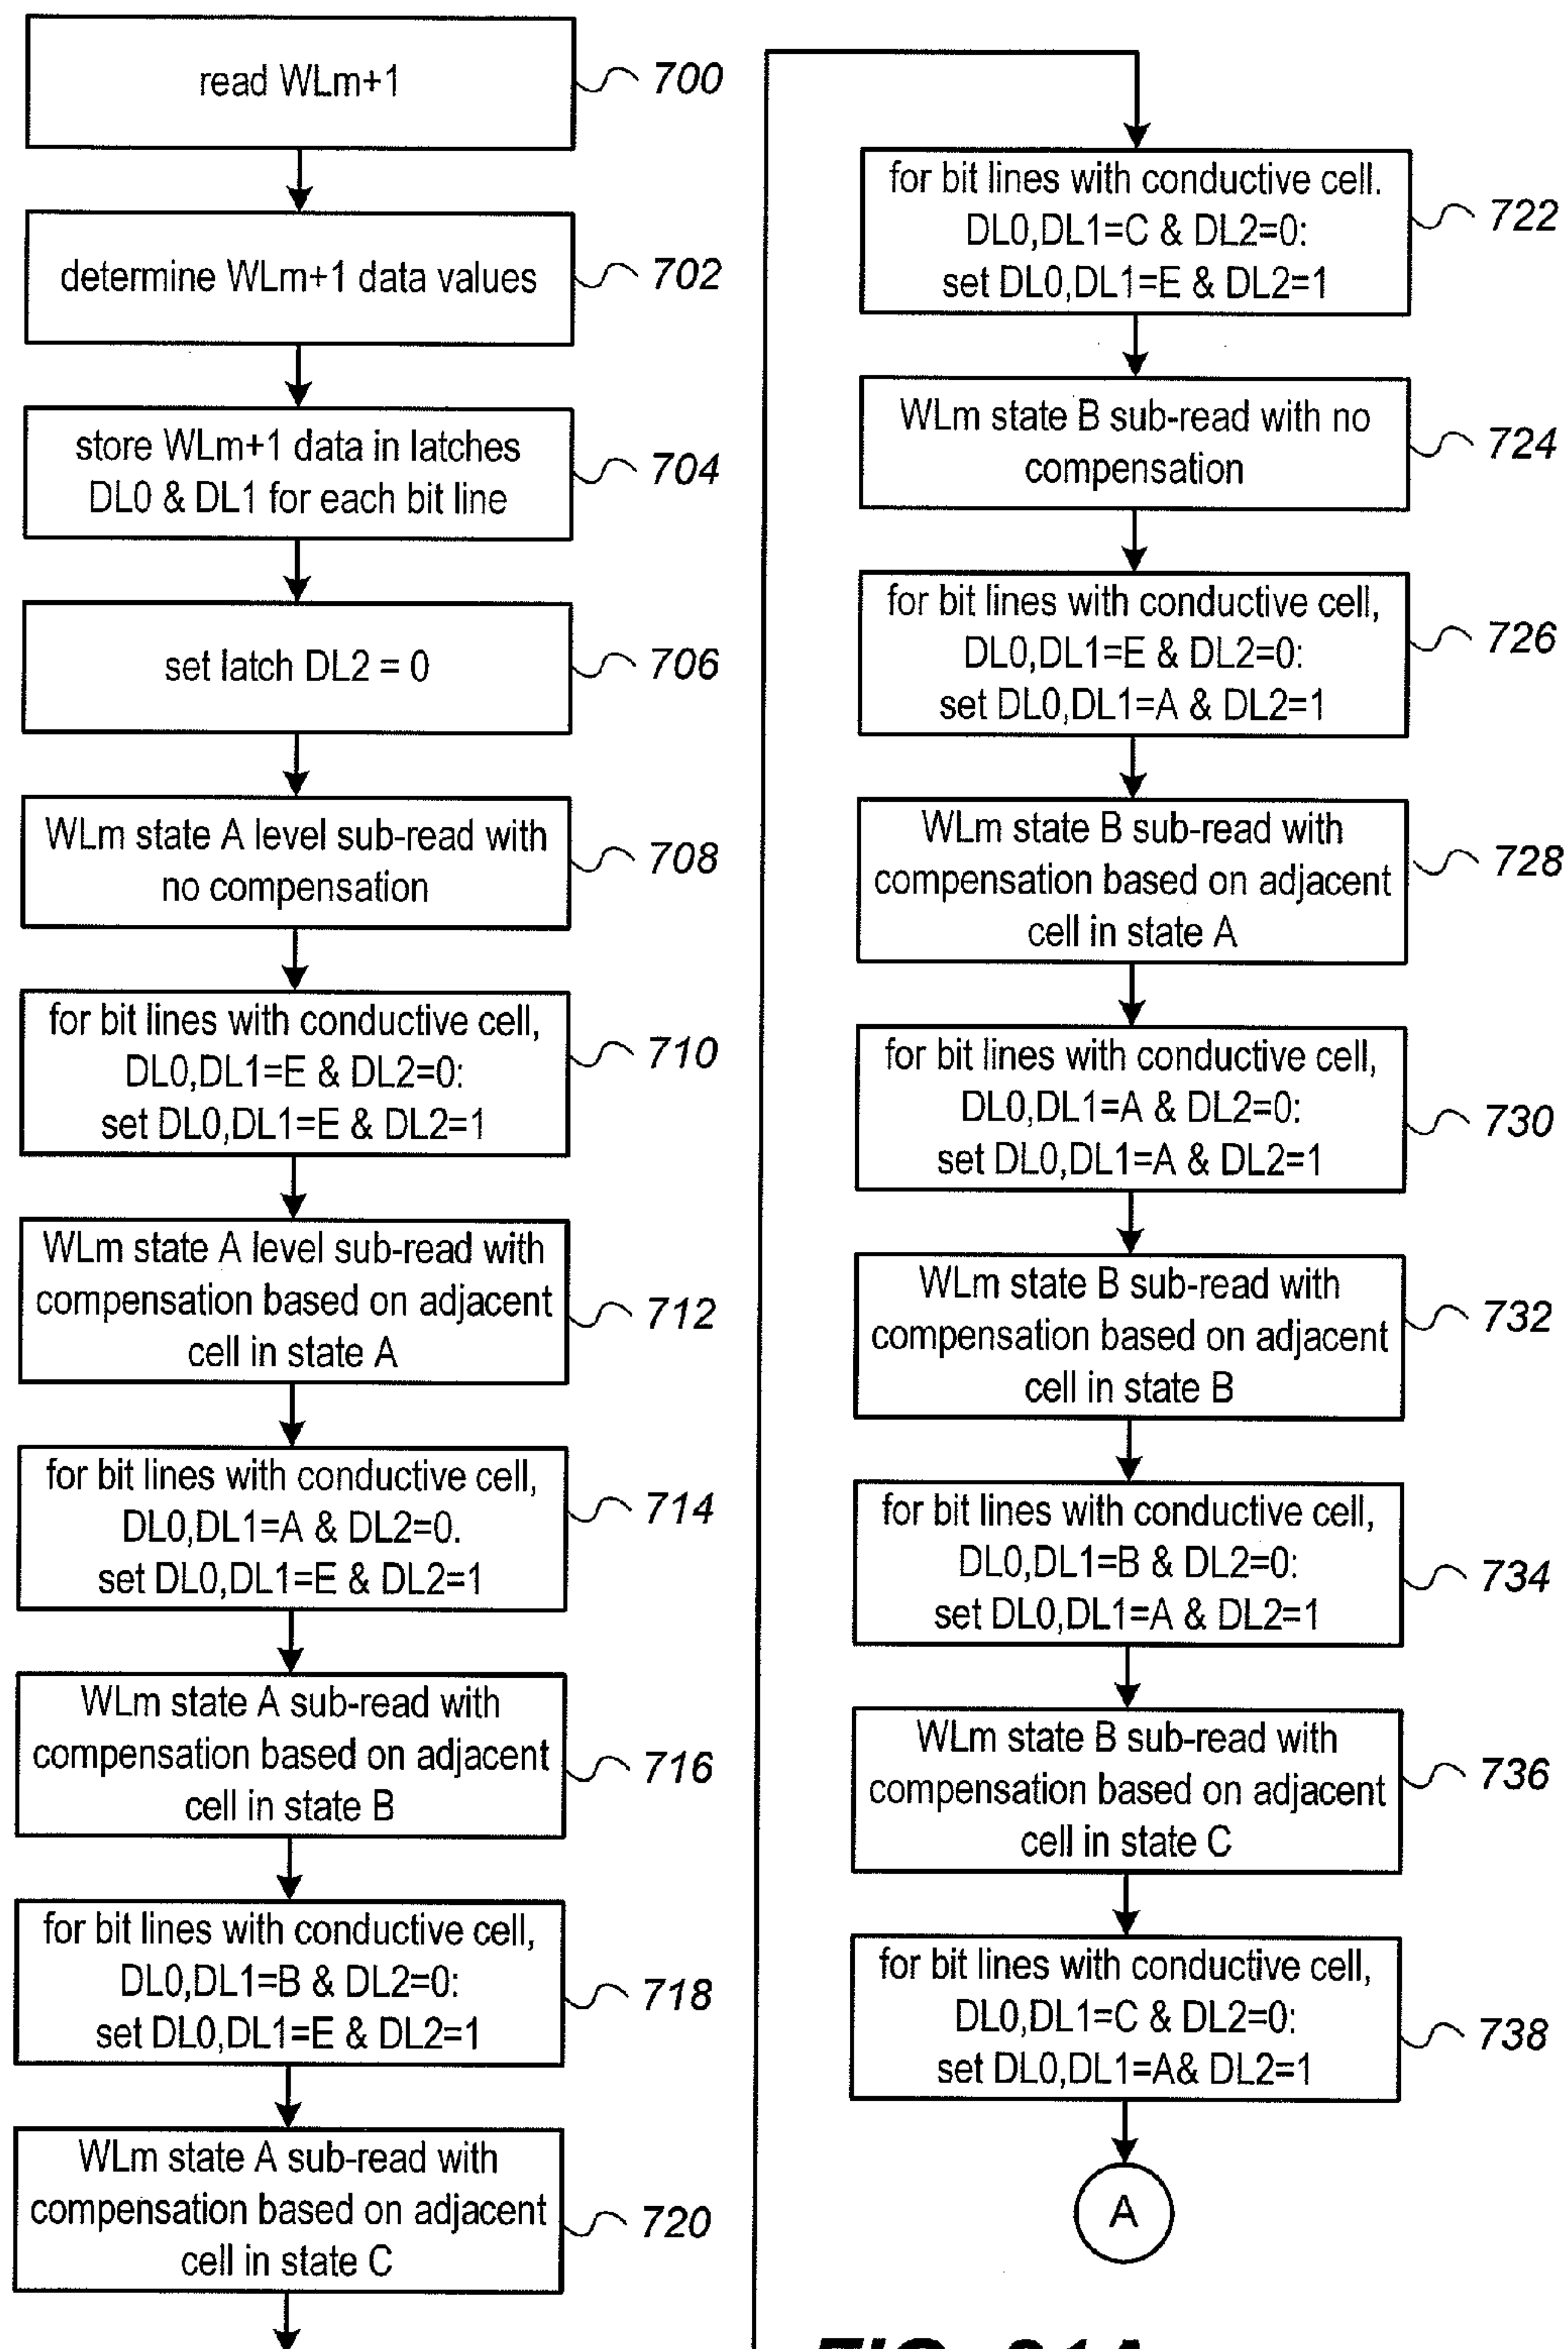 read WLm+1
700
determine WLm+1 data values
702
store WLm+1 data in latches
DL0 & DL1 for each bit line
704
set latch DL2 = 0
706
WLm state A level sub-read with
no compensation
708
for bit lines with conductive cell,
DL0,DL1=E & DL2=0:
set DL0,DL1=E & DL2=1
710
WLm state A level sub-read with
compensation based on adjacent
cell in state A
712
for bit lines with conductive cell,
DL0,DL1=A & DL2=0.
set DL0,DL1=E & DL2=1
714
WLm state A sub-read with
compensation based on adjacent
cell in state B
716
for bit lines with conductive cell,
DL0,DL1=B & DL2=0:
set DL0,DL1=E & DL2=1
718
WLm state A sub-read with
compensation based on adjacent
cell in state C
720
for bit lines with conductive cell.
DL0,DL1=C & DL2=0:
set DL0,DL1=E & DL2=1
722
WLm state B sub-read with no
compensation
724
for bit lines with conductive cell,
DL0,DL1=E & DL2=0:
set DL0,DL1=A & DL2=1
726
WLm state B sub-read with
compensation based on adjacent
cell in state A
728
for bit lines with conductive cell,
DL0,DL1=A & DL2=0:
set DL0,DL1=A & DL2=1
730
WLm state B sub-read with
compensation based on adjacent
cell in state B
732
for bit lines with conductive cell,
DL0,DL1=B & DL2=0:
set DL0,DL1=A & DL2=1
734
WLm state B sub-read with
compensation based on adjacent
cell in state C
736
for bit lines with conductive cell,
DL0,DL1=C & DL2=0:
set DL0,DL1=A& DL2=1
738
A